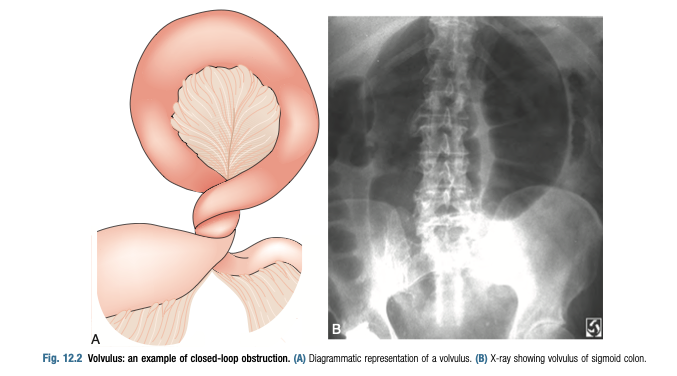 A
B
Fig. 12.2 Volvulus: an example of closed-loop obstruction. (A) Diagrammatic representation of a volvulus. (B) X-ray showing volvulus of sigmoid colon.